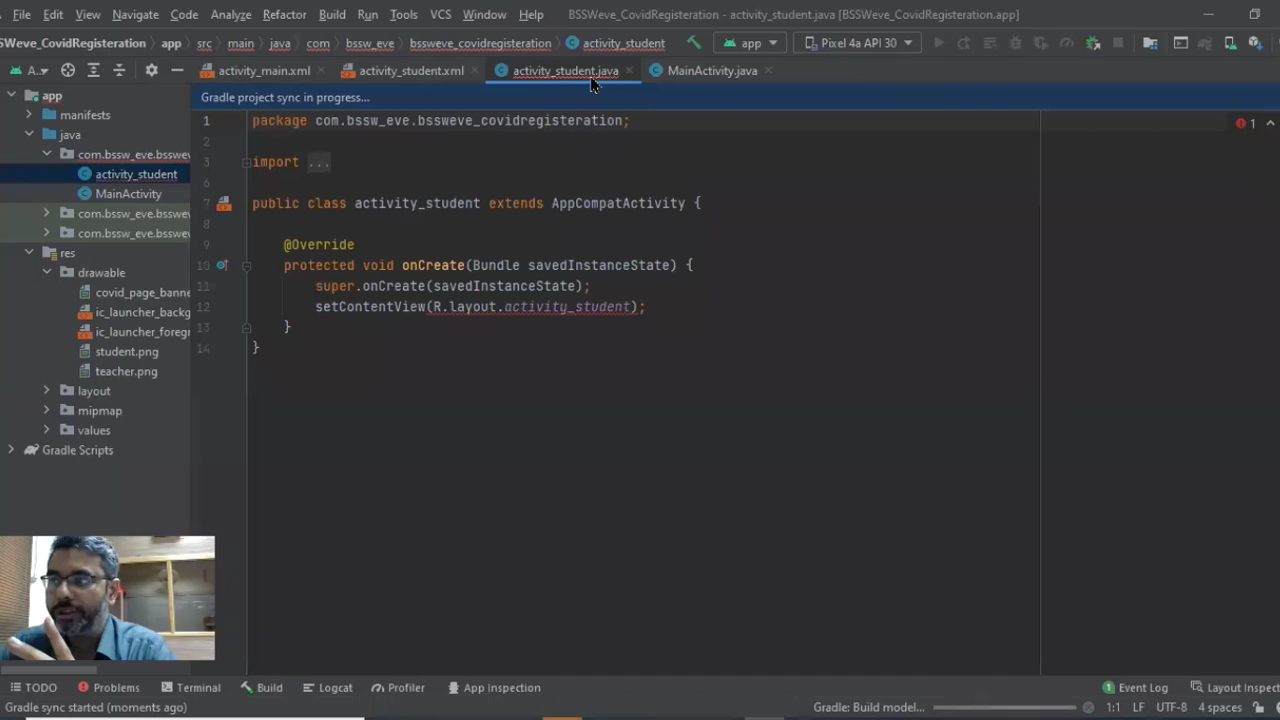 File Edit View Navigate Code Analyze Refactor Build Run Tools VCS Window Help BSSWeve_CovidRegisteration - activity_student.java [BSSWeve_CovidRegisteration.app]
SWeve_CovidRegisteration app src main java com bssw_eve bssweve_covidregisteration activity_student app Pixel 4a API 30
A... activity_main.xml activity_student.xml activity_student.java MainActivity.java
Gradle project sync in progress...
app
manifests
java
com.bssw_eve.bsswev
activity_student
MainActivity
com.bssw_eve.bsswev
com.bssw_eve.bsswev
res
drawable
covid_page_banne
ic_launcher_backg
ic_launcher_foregr
student.png
teacher.png
layout
mipmap
values
Gradle Scripts
1 package com.bssw_eve.bssweve_covidregisteration; 1
2
3 import ...
6
7 public class activity_student extends AppCompatActivity {
8
9 @Override
10 protected void onCreate(Bundle savedInstanceState) {
11 super.onCreate(savedInstanceState);
12 setContentView(R.layout.activity_student);
13 }
14 }
TODO Problems Terminal Build Logcat Profiler App Inspection Event Log Layout Inspect
Gradle sync started (moments ago) Gradle: Build model... 1:1 LF UTF-8 4 spaces